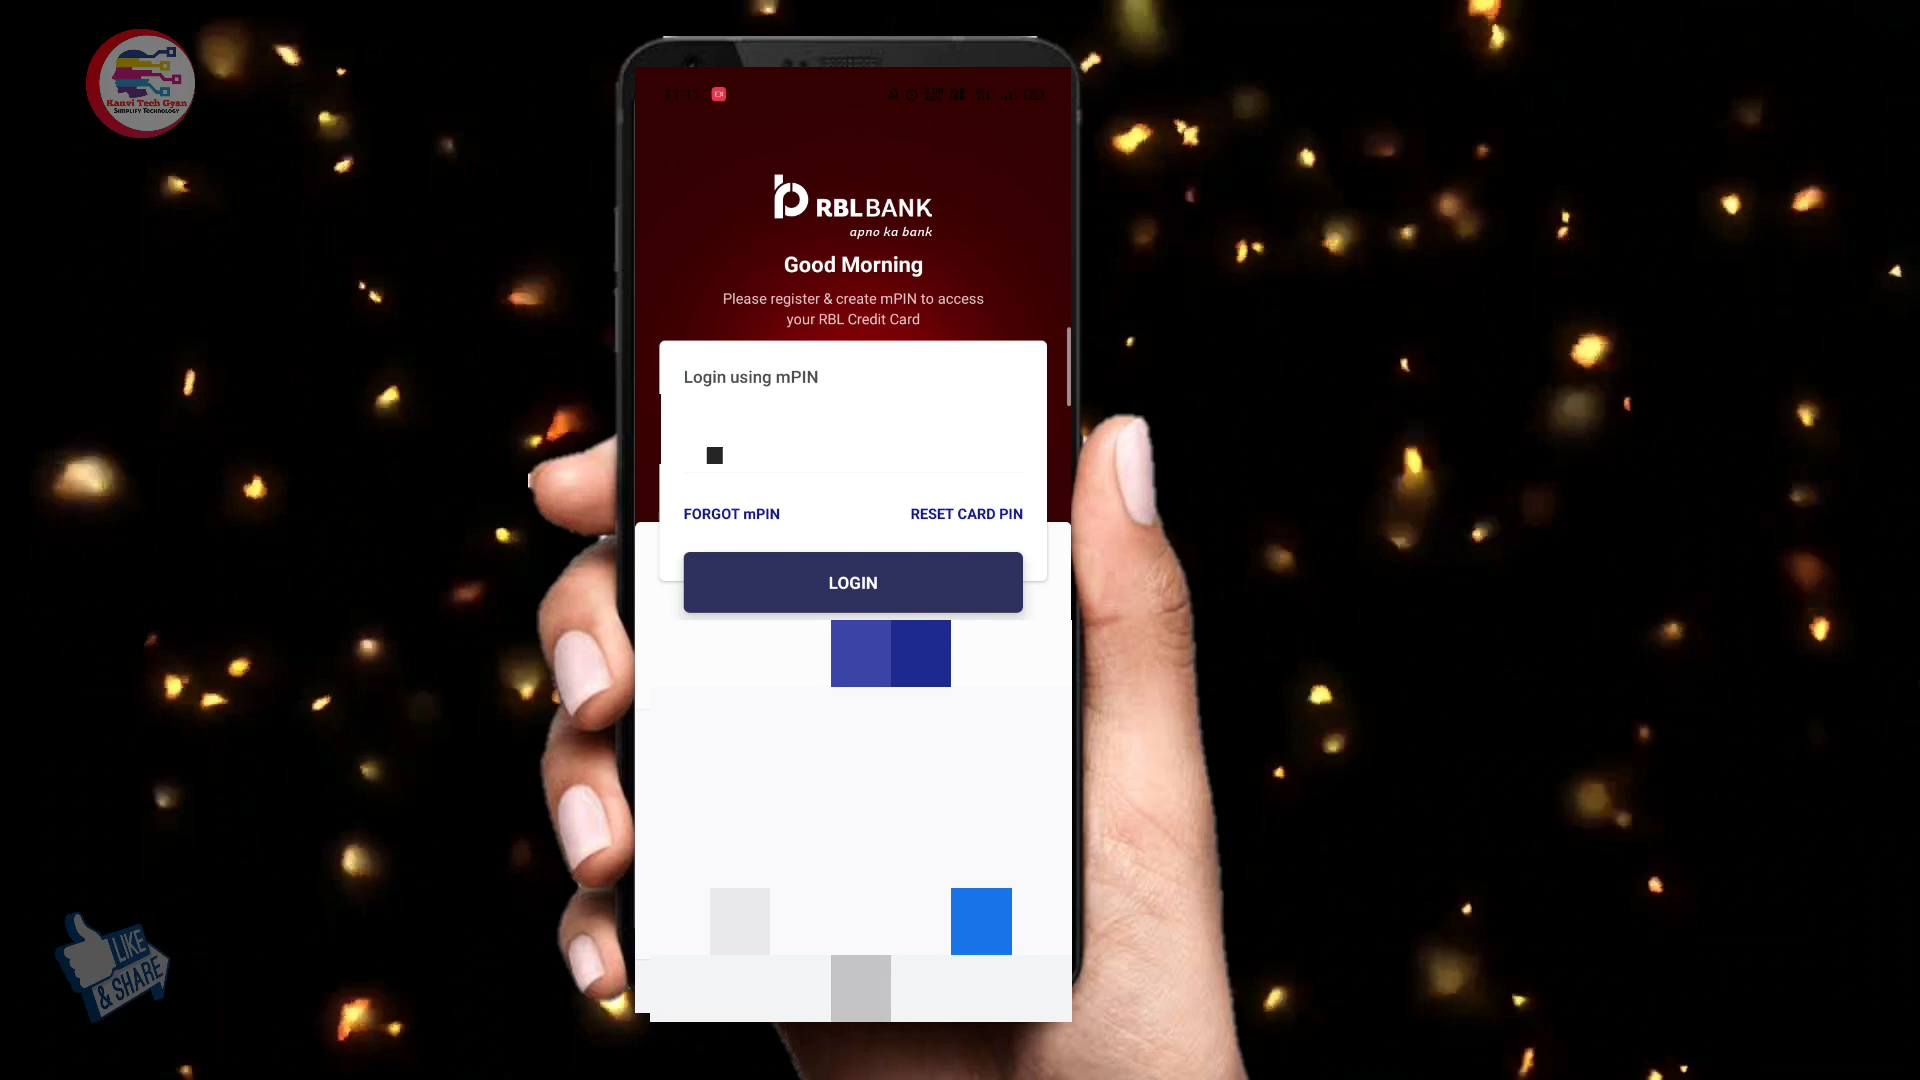 Kanvi Tech Gyan
SIMPLIFY TECHNOLOGY
RBL BANK
apno ka bank
Good Morning
Please register & create mPIN to access
your RBL Credit Card
Login using mPIN
FORGOT mPIN
RESET CARD PIN
LOGIN
LIKE
& SHARE